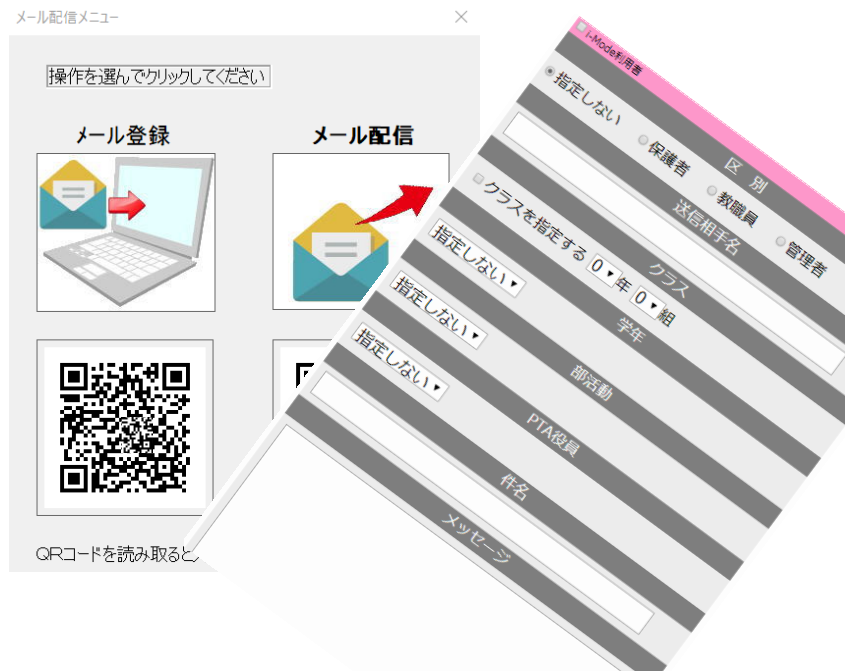 メール配信メニュー
操作を選んでクリックしてください
メール登録
メール配信
QRコードを読み取ると
i-Mode利用者
区 別
指定しない 保護者 教職員 管理者
送信相手名
クラス
クラスを指定する 0 年 0 組
学年
指定しない
部活動
指定しない
PTA役員
指定しない
件名
メッセージ